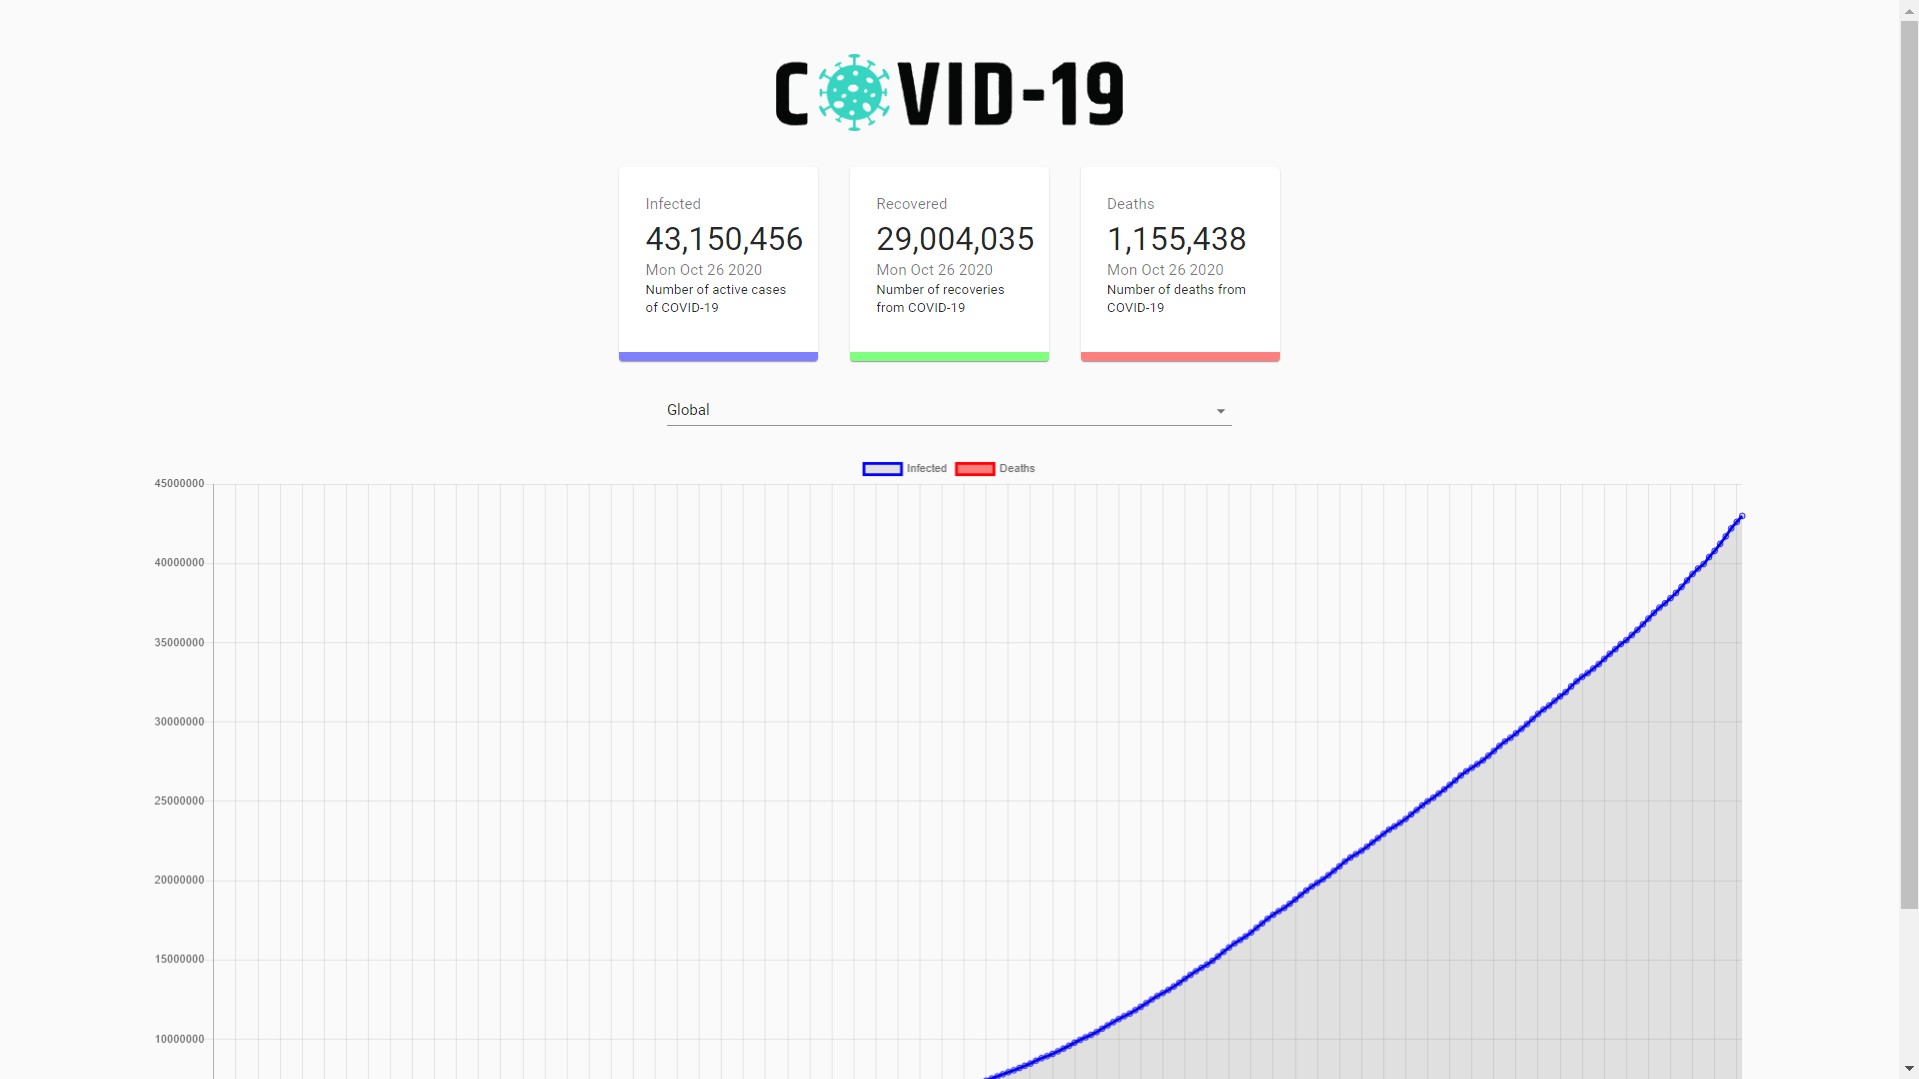 COVID-19
Infected
43,150,456
Mon Oct 26 2020
Number of active cases
of COVID-19
Recovered
29,004,035
Mon Oct 26 2020
Number of recoveries
from COVID-19
Deaths
1,155,438
Mon Oct 26 2020
Number of deaths from
COVID-19
Global
Infected Deaths
45000000
40000000
35000000
30000000
25000000
20000000
15000000
10000000